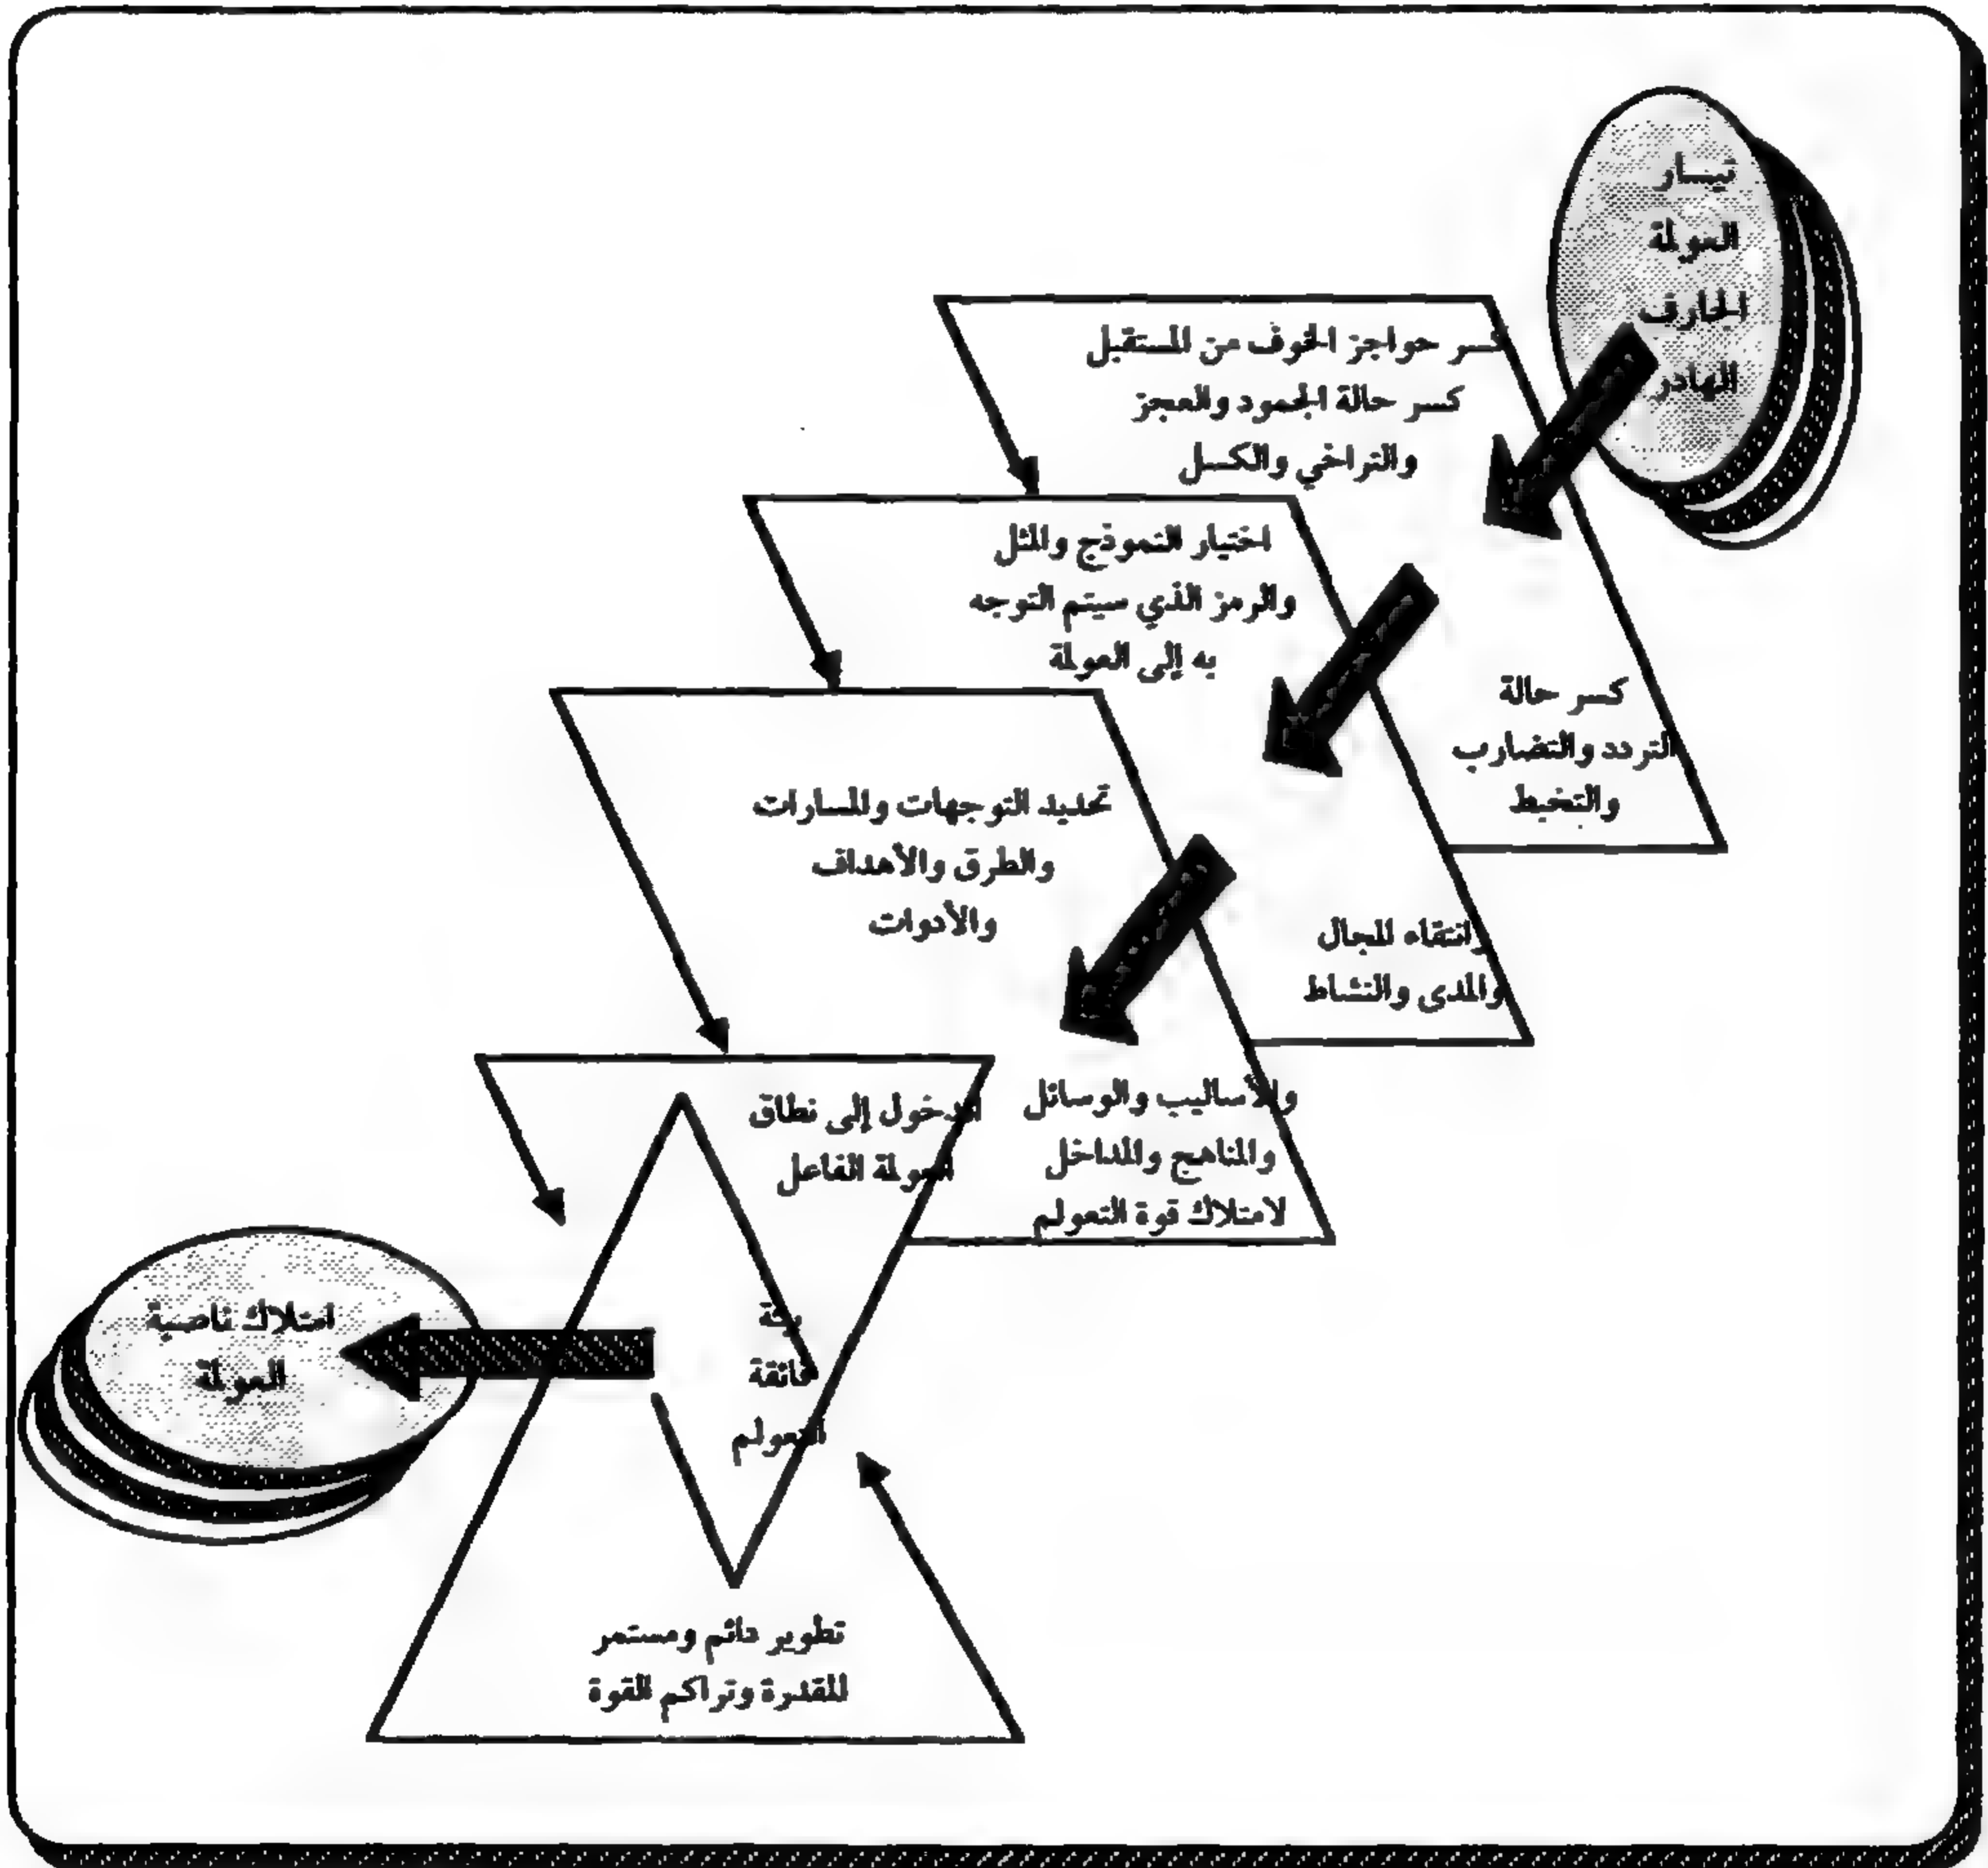 تيسار
العولمة
الجارف
الهادر
كسر حواجز الخوف من المستقبل
كسر حالة الجمود والعجز
والتراخي والكسل
كسر حالة
التردد والتضارب
والتخبط
اختيار النموذج والمثل
والرمز الذي سيتم التوجه
به إلى العولمة
وانتقاء المجال
والمدى والنشاط
تحديد التوجهات والمسارات
والطرق والأهداف
والأدوات
والأساليب والوسائل
والمناهج والمداخل
لامتلاك قوة التعولم
الدخول إلى نطاق
العولمة الفاعل
فائقة
التعولم
تطوير دائم ومستمر
للقدرة وتراكم القوة
امتلاك ناصية
العولمة